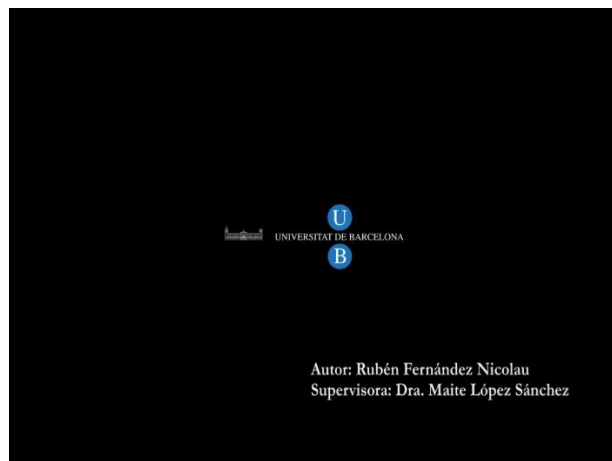 U
UNIVERSITAT DE BARCELONA
B
Autor: Rubén Fernández Nicolau
Supervisora: Dra. Maite López Sánchez